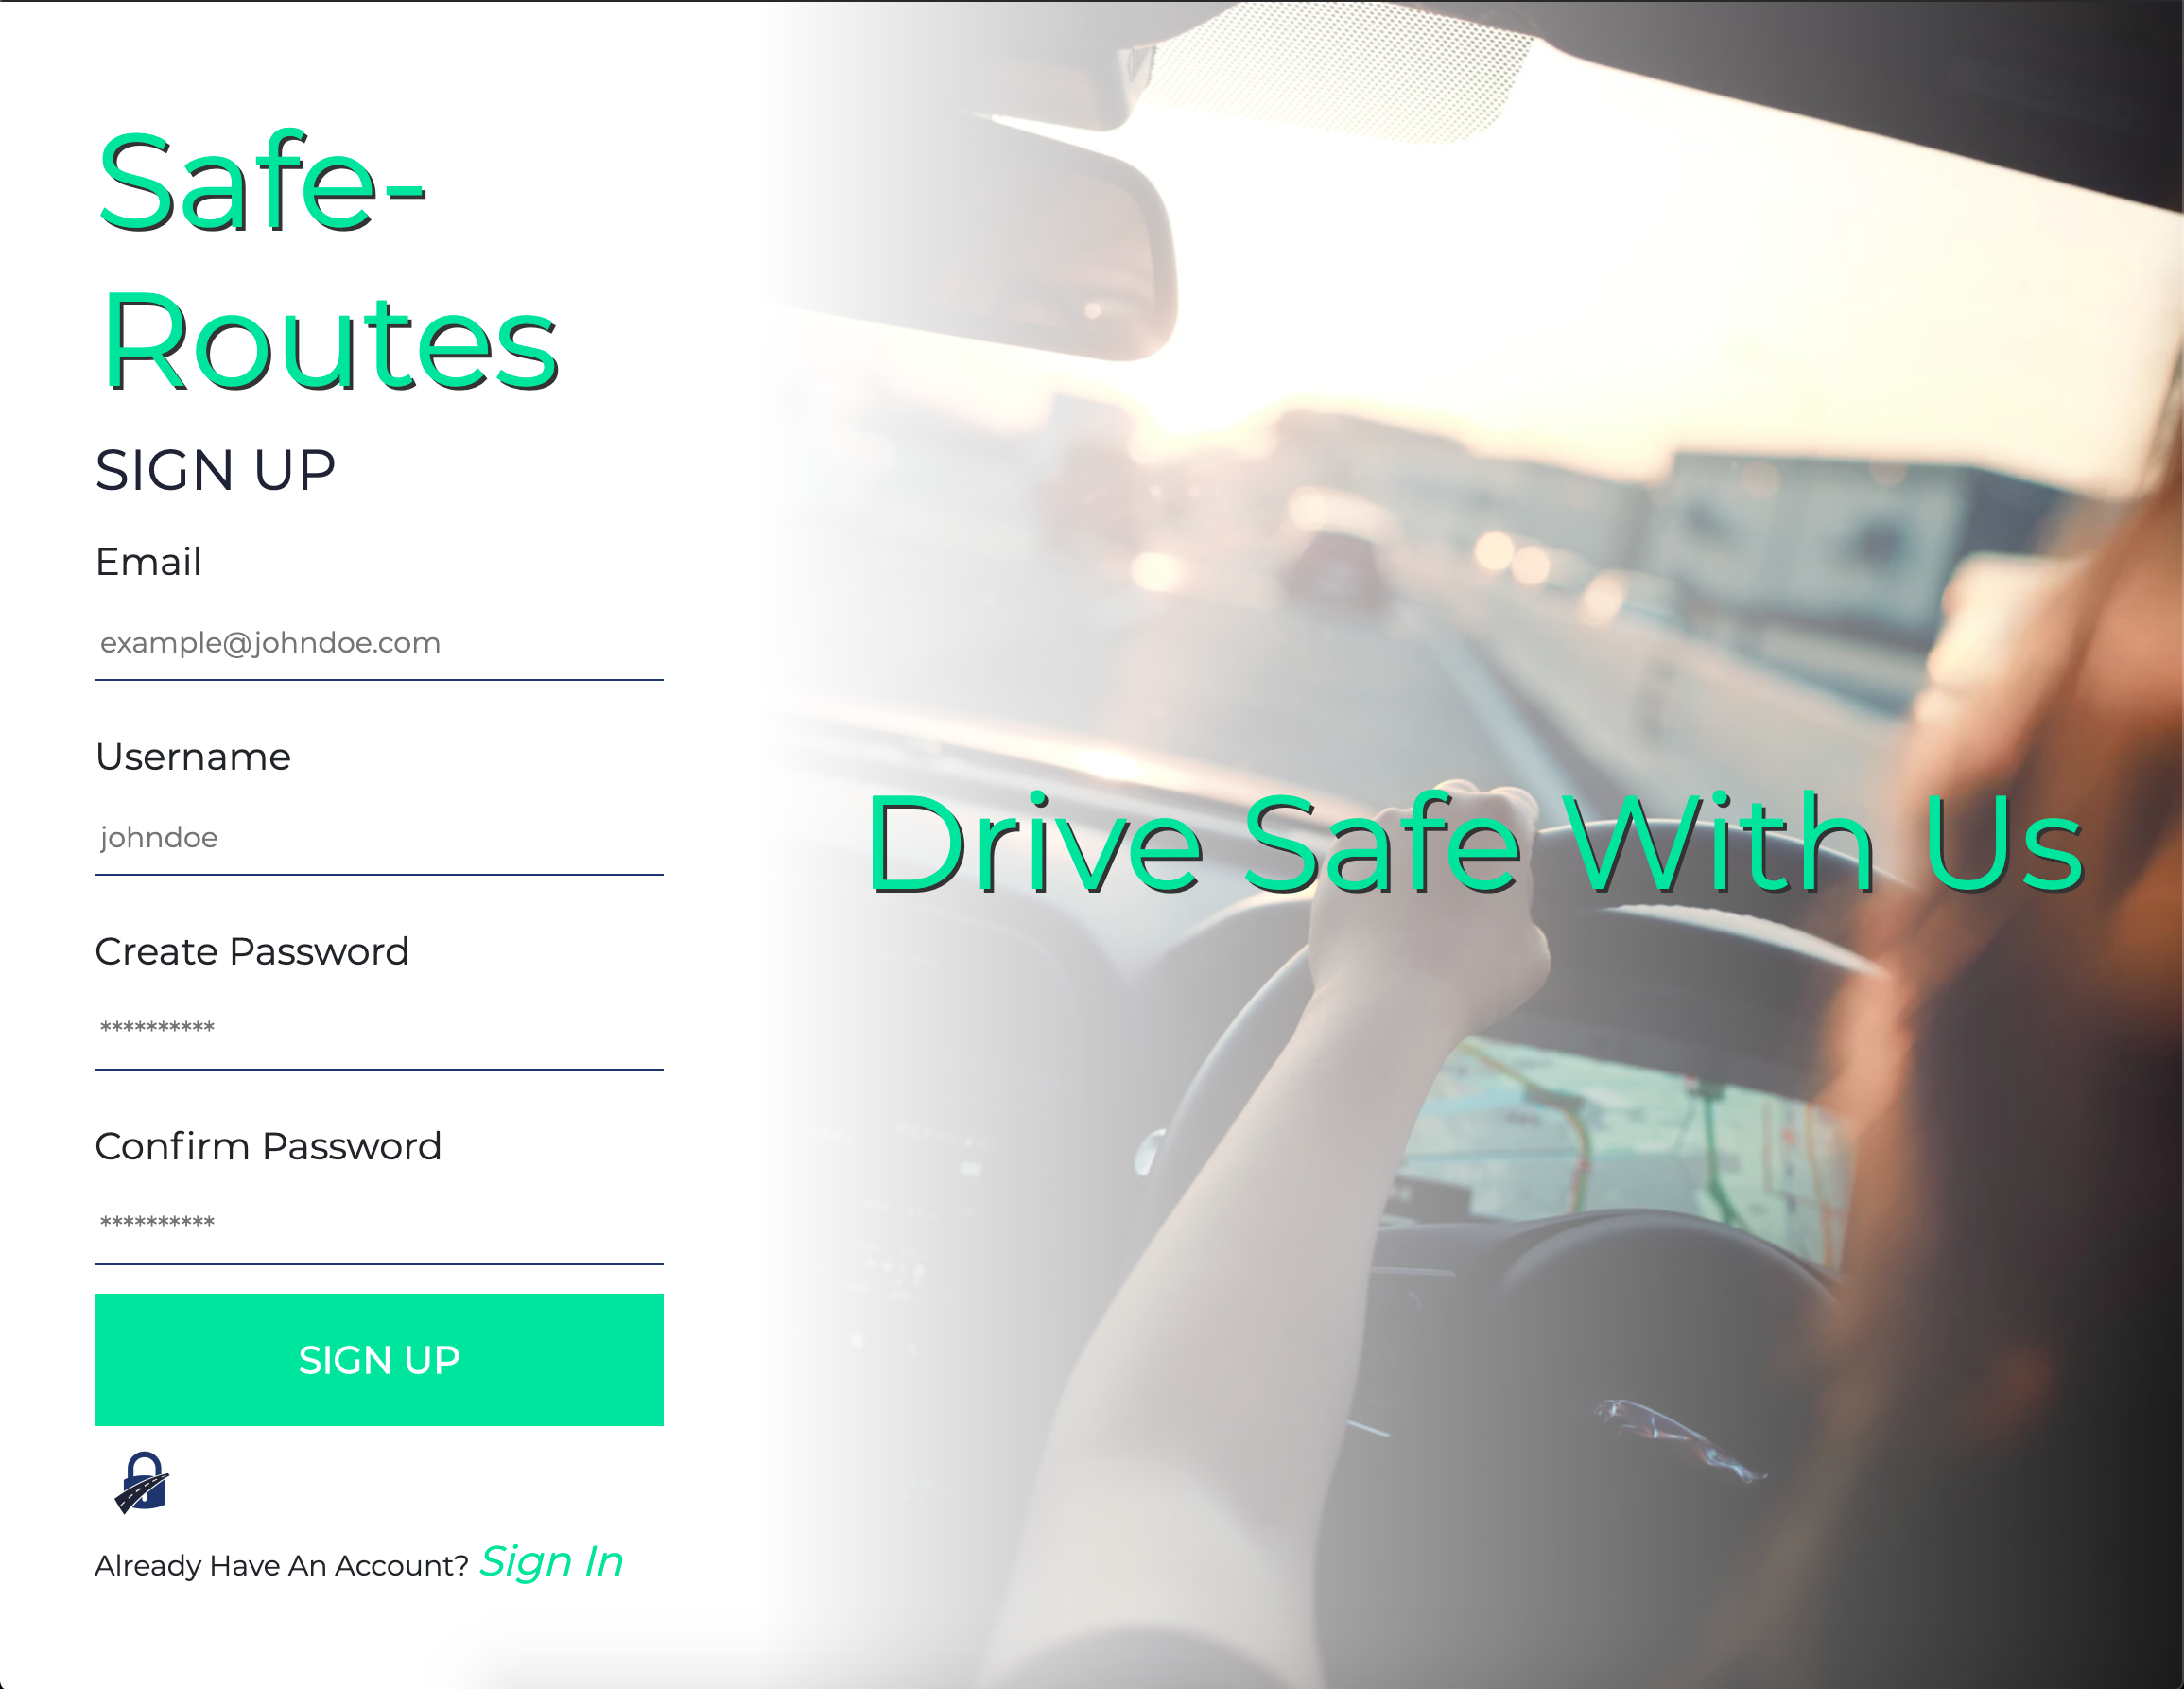 Safe-
Routes
SIGN UP
Email
example@johndoe.com
Username
johndoe
Create Password
**********
Confirm Password
**********
SIGN UP
Already Have An Account? Sign In
Drive Safe With Us